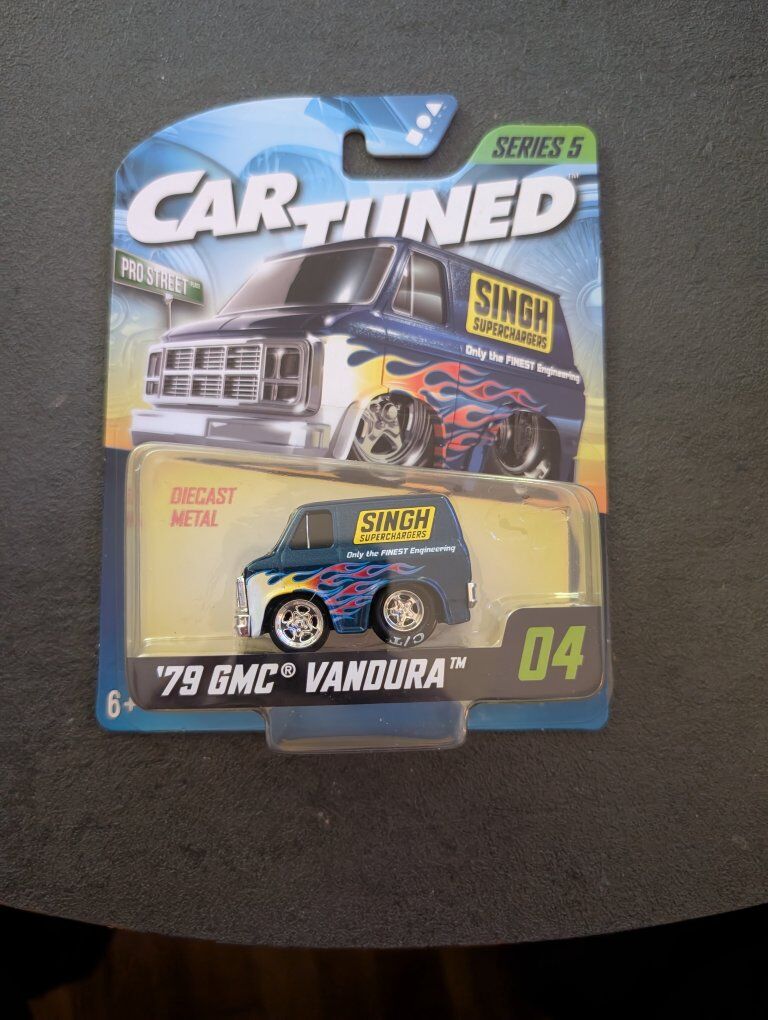 SERIES 5
CARTUNED™
PRO STREET
SINGH
SUPERCHARGERS
Only the FINEST Engineering
DIECAST
METAL
SINGH
SUPERCHARGERS
Only the FINEST Engineering
C/T
04
'79 GMC® VANDURA™
6+